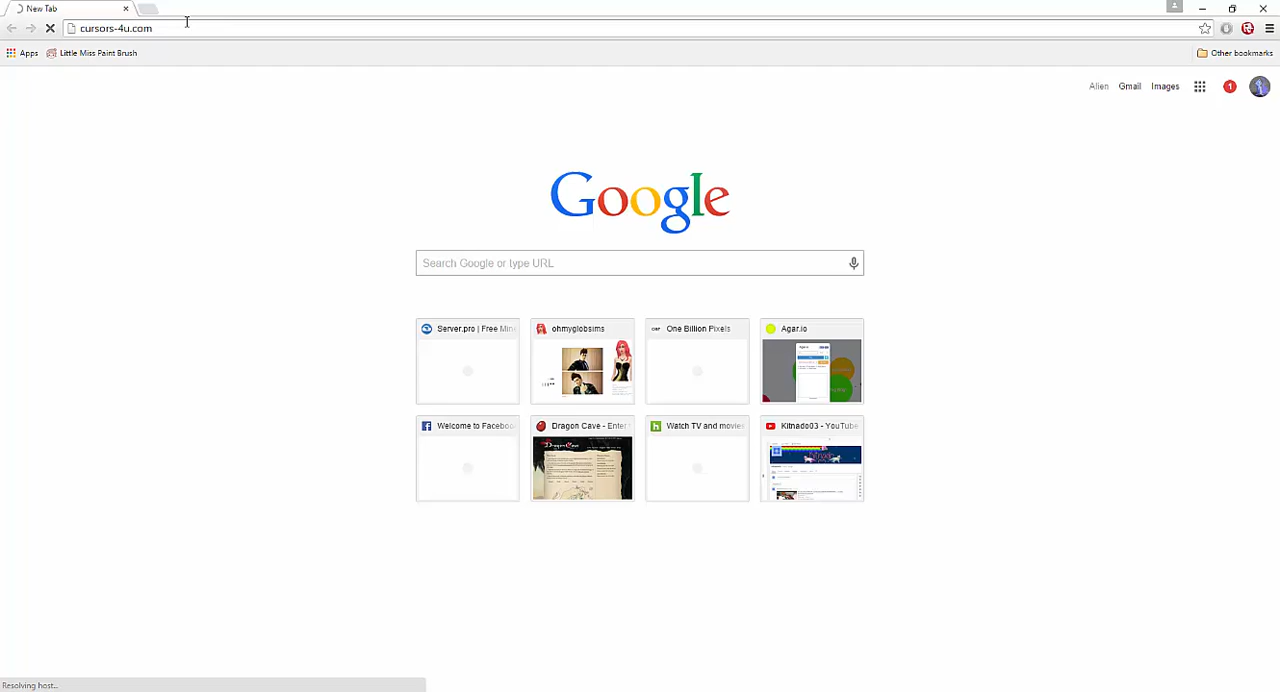 New Tab
cursors-4u.com
Apps
Little Miss Paint Brush
Other bookmarks
Alien
Gmail
Images
1
Google
Search Google or type URL
Server.pro | Free Min
ohmyglobsims
One Billion Pixels
Agar.io
Welcome to Faceboo
Dragon Cave - Enter
Watch TV and movies
Kitnado03 - YouTube
Resolving host...